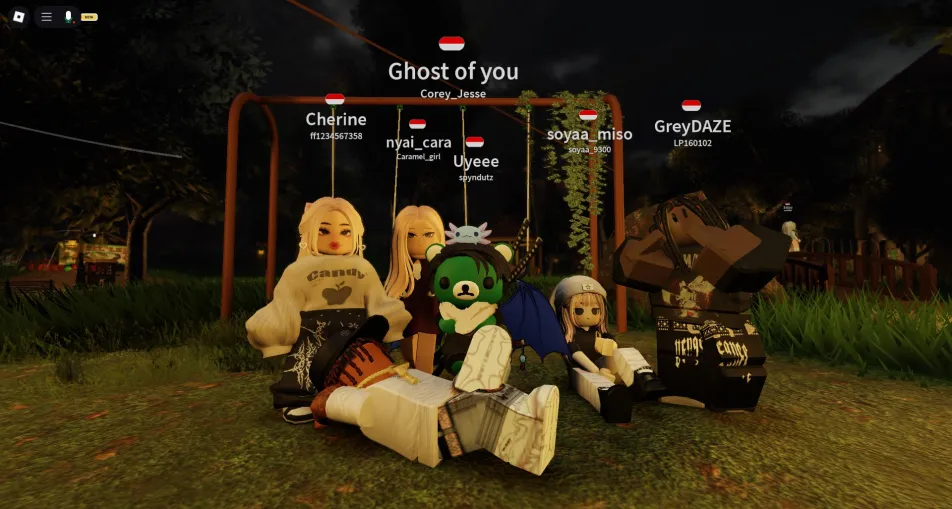 BETA
Ghost of you
Corey_Jesse
Cherine
ff1234567358
nyai_cara
Caramel_girl
Uyeee
spyndutz
soyaa_miso
soyaa_9300
GreyDAZE
LP160102
Candy